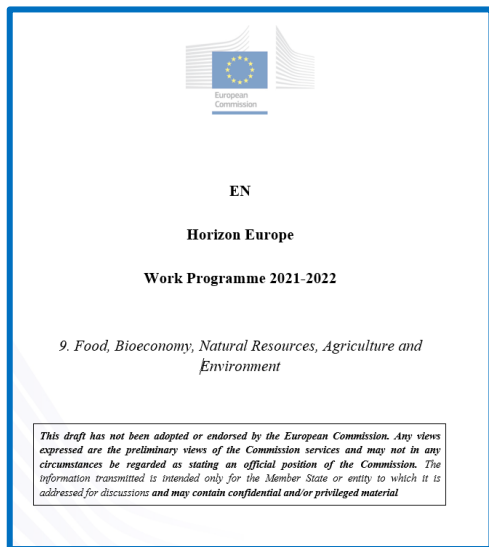 European
Commission
EN
Horizon Europe
Work Programme 2021-2022
9. Food, Bioeconomy, Natural Resources, Agriculture and
Environment
This draft has not been adopted or endorsed by the European Commission. Any views
expressed are the preliminary views of the Commission services and may not in any
circumstances be regarded as stating an official position of the Commission. The
information transmitted is intended only for the Member State or entity to which it is
addressed for discussions and may contain confidential and/or privileged material